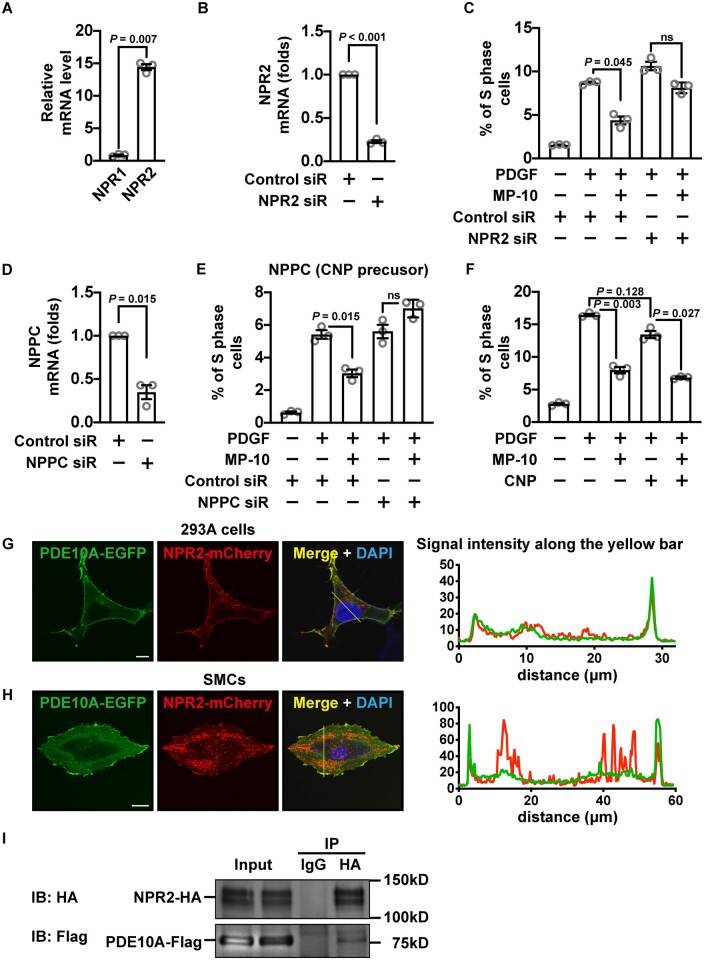 A
P = 0.007
Relative
mRNA level
20
15
10
5
0
NPR1
NPR2
B
P < 0.001
NPR2
mRNA (folds)
1.5
1.0
0.5
0.0
Control siR + −
NPR2 siR − +
C
ns
P = 0.045
% of S phase
cells
15
10
5
0
PDGF − + + + +
MP-10 − − + − +
Control siR + + + − −
NPR2 siR − − − + +
D
P = 0.015
NPPC
mRNA (folds)
1.5
1.0
0.5
0.0
Control siR + −
NPPC siR − +
E
NPPC (CNP precusor)
ns
P = 0.015
% of S phase
cells
8
6
4
2
0
PDGF − + + + +
MP-10 − − + − +
Control siR + + + − −
NPPC siR − − − + +
F
P = 0.128
P = 0.003
P = 0.027
% of S phase
cells
20
15
10
5
0
PDGF − + + + +
MP-10 − − + − +
CNP − − − + +
293A cells
G
PDE10A-EGFP NPR2-mCherry Merge + DAPI
Signal intensity along the yellow bar
50
40
30
20
10
0
0 10 20 30
distance (µm)
SMCs
H
PDE10A-EGFP NPR2-mCherry Merge + DAPI
100
80
60
40
20
0
0 20 40 60
distance (µm)
I
IP
Input IgG HA
150kD
IB: HA NPR2-HA
100kD
IB: Flag PDE10A-Flag 75kD